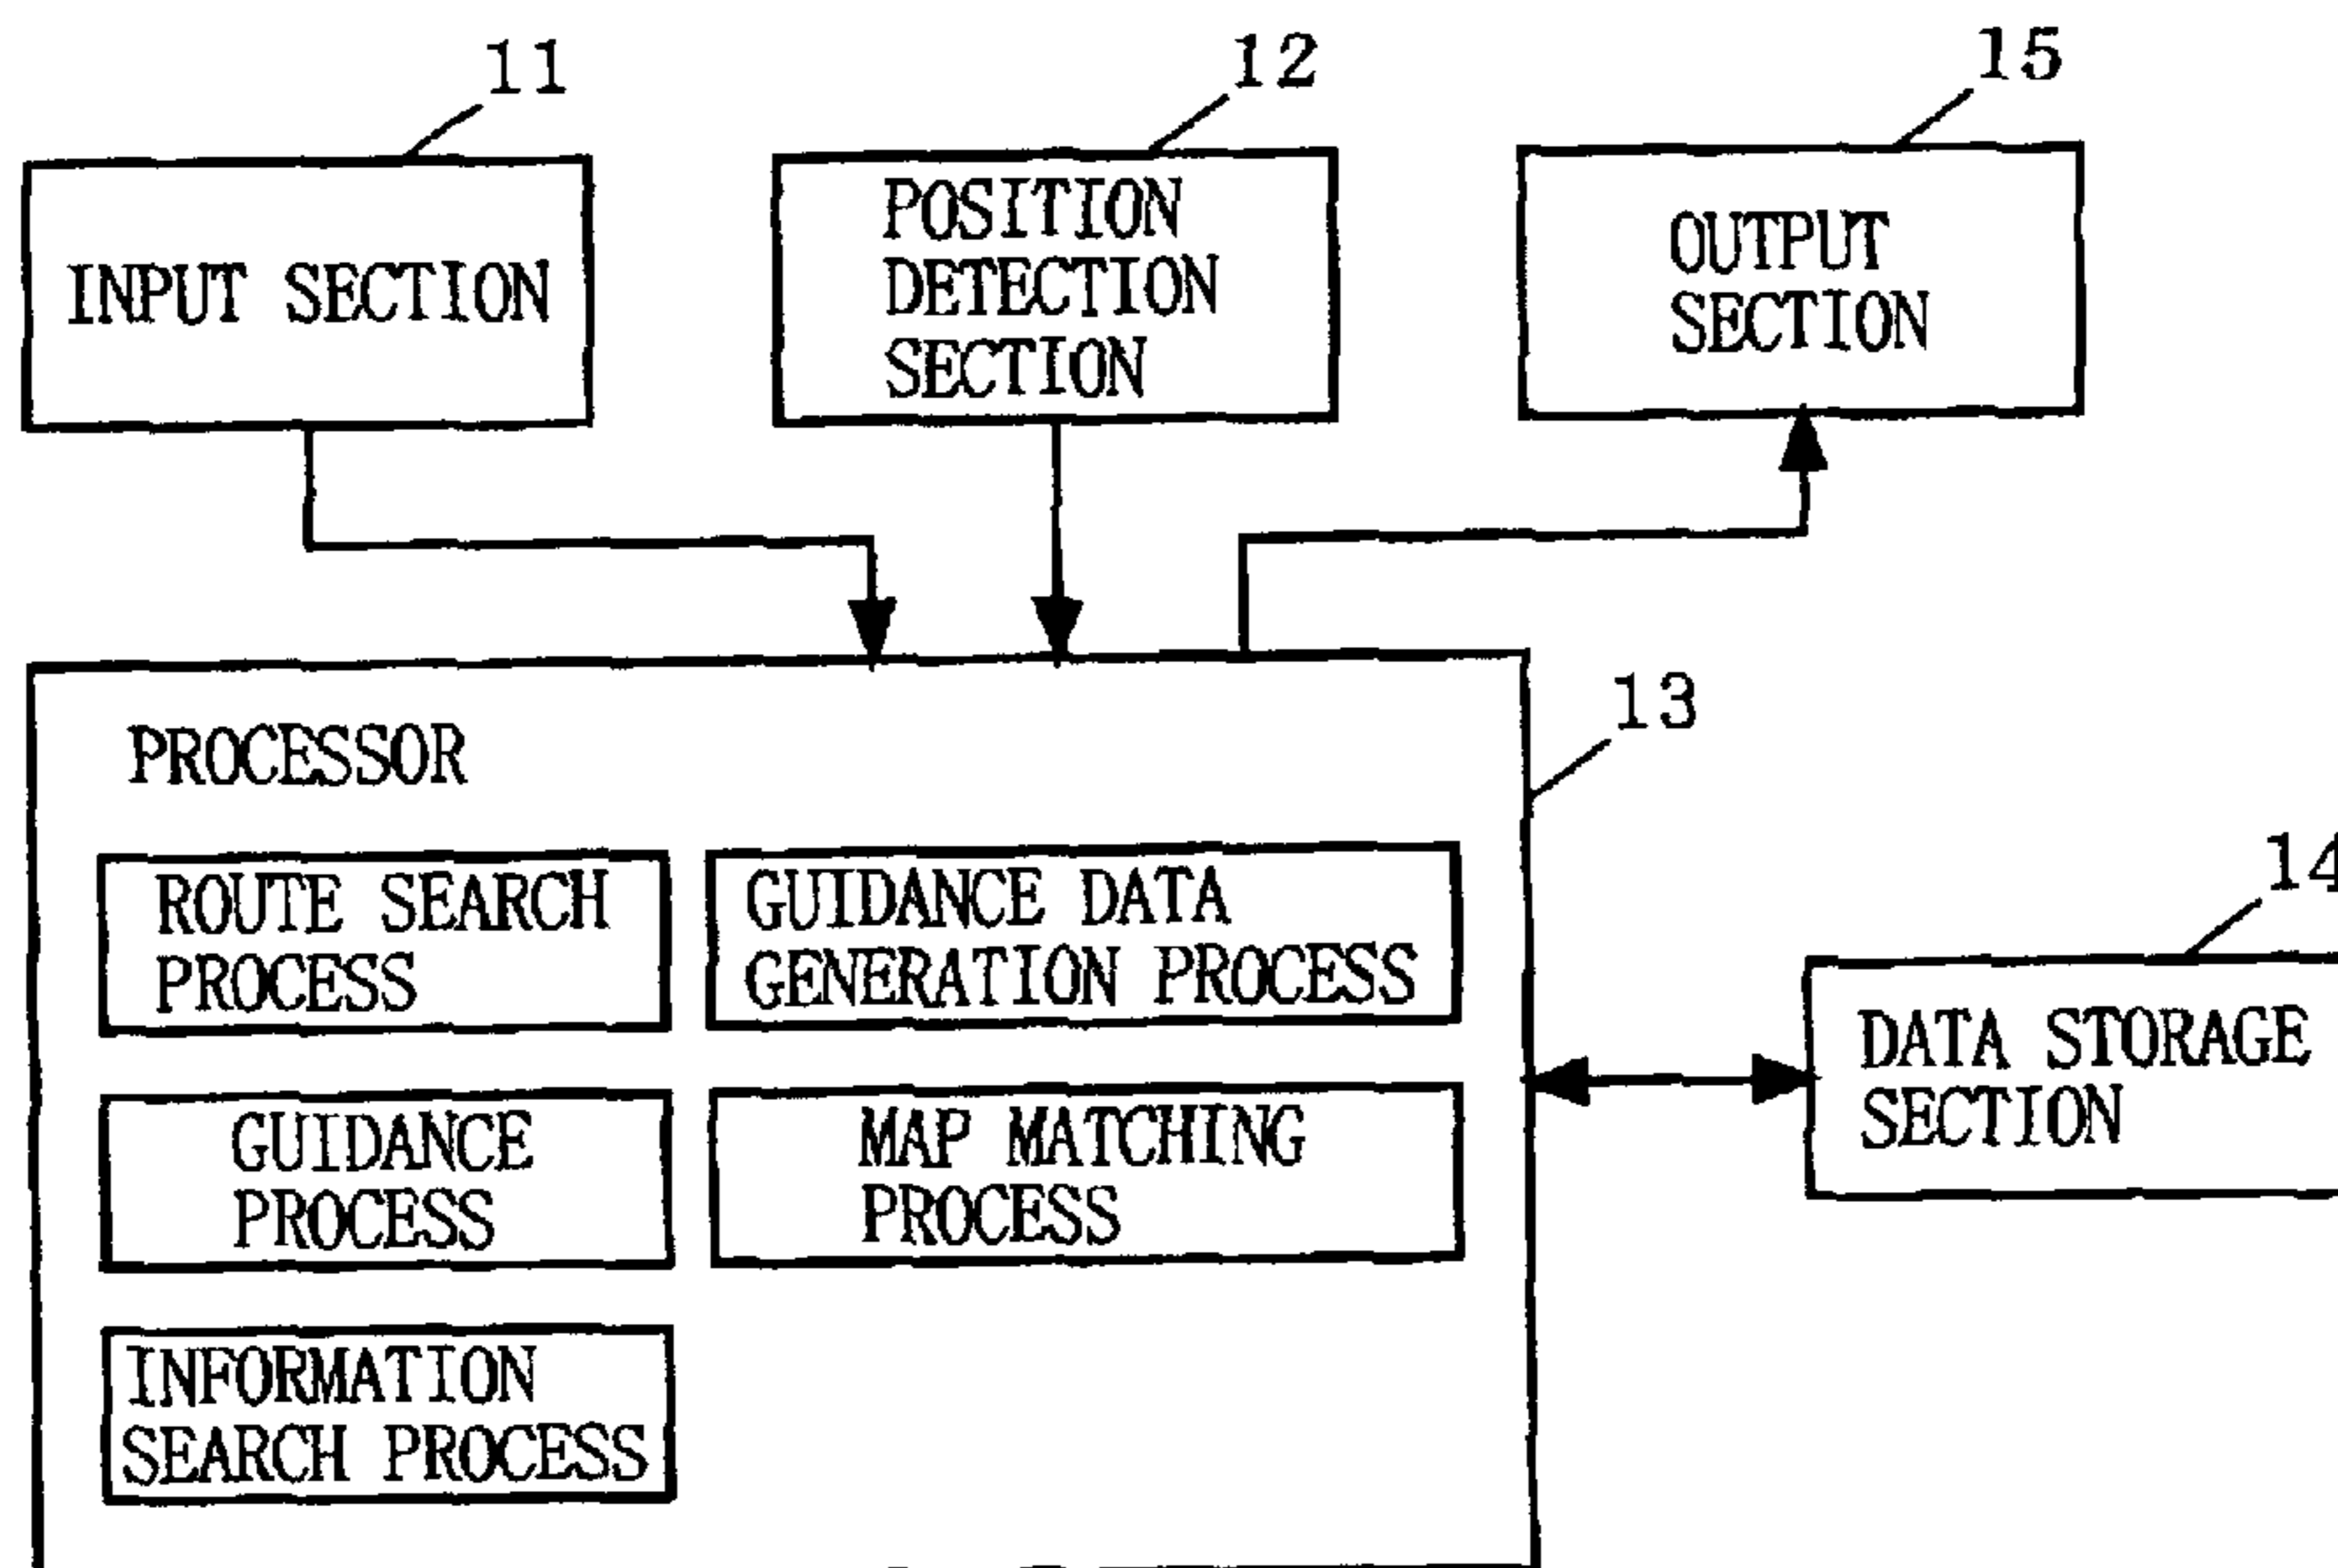 11
12
15
INPUT SECTION
POSITION
DETECTION
SECTION
OUTPUT
SECTION
13
PROCESSOR
ROUTE SEARCH
PROCESS
GUIDANCE DATA
GENERATION PROCESS
14
DATA STORAGE
SECTION
GUIDANCE
PROCESS
MAP MATCHING
PROCESS
INFORMATION
SEARCH PROCESS